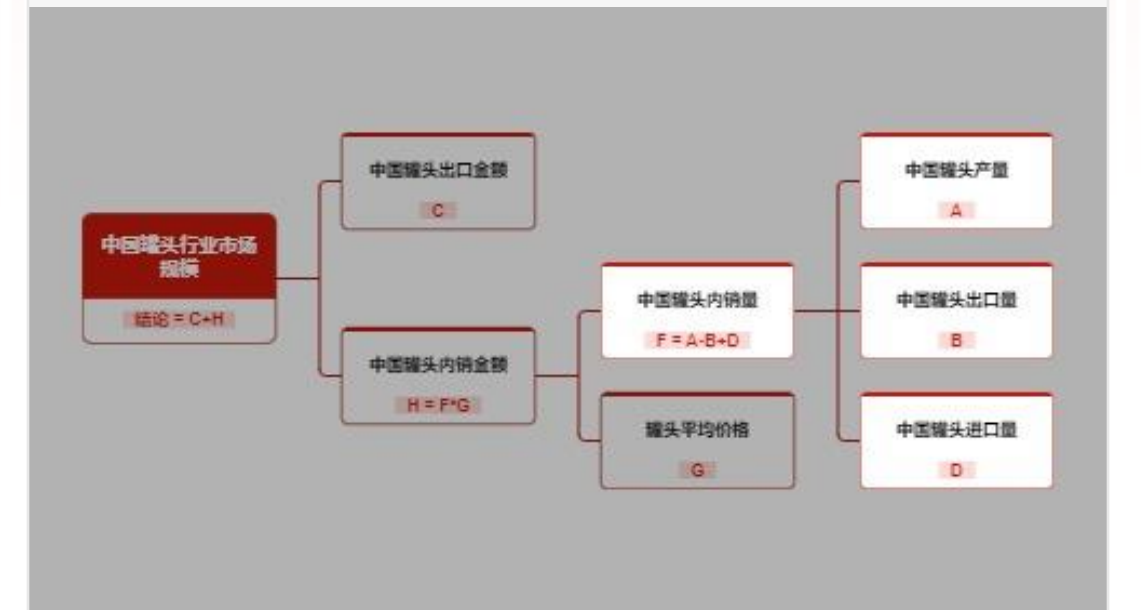 中国罐头行业市场
规模
结论 = C+H
中国罐头出口金额
C
中国罐头内销金额
H = F*G
中国罐头内销量
F = A-B+D
罐头平均价格
G
中国罐头产量
A
中国罐头出口量
B
中国罐头进口量
D